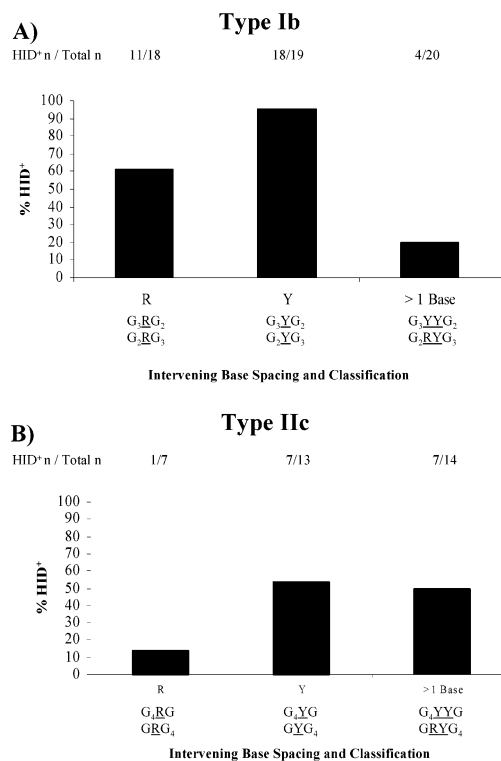 A) Type Ib
HID⁺ n / Total n 11/18 18/19 4/20
% HID⁺
100
90
80
70
60
50
40
30
20
10
0
R Y > 1 Base
G₃RG₂ G₃YG₂ G₃YYG₂
G₂RG₃ G₂YG₃ G₂RYG₃
Intervening Base Spacing and Classification
B) Type IIc
HID⁺ n / Total n 1/7 7/13 7/14
% HID⁺
100
90
80
70
60
50
40
30
20
10
0
R Y >1 Base
G₄RG G₄YG G₄YYG
GRG₄ GYG₄ GRYG₄
Intervening Base Spacing and Classification